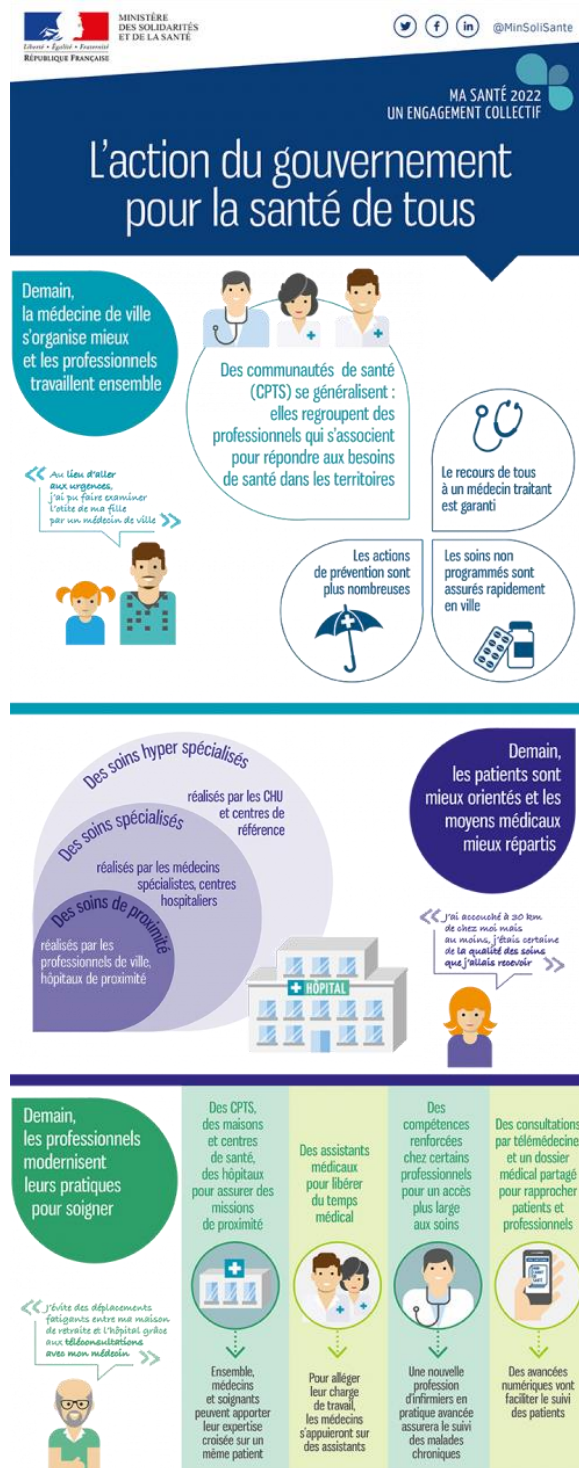 MINISTÈRE
DES SOLIDARITÉS
ET DE LA SANTÉ
Liberté • Égalité • Fraternité
RÉPUBLIQUE FRANÇAISE
@MinSoliSante
MA SANTÉ 2022
UN ENGAGEMENT COLLECTIF
L'action du gouvernement
pour la santé de tous
Demain,
la médecine de ville
s'organise mieux
et les professionnels
travaillent ensemble
Des communautés de santé
(CPTS) se généralisent :
elles regroupent des
professionnels qui s'associent
pour répondre aux besoins
de santé dans les territoires
« Au lieu d'aller
aux urgences,
j'ai pu faire examiner
l'otite de ma fille
par un médecin de ville »
Le recours de tous
à un médecin traitant
est garanti
Les actions
de prévention sont
plus nombreuses
Les soins non
programmés sont
assurés rapidement
en ville
Des soins hyper spécialisés
réalisés par les CHU
et centres de
référence
Des soins spécialisés
réalisés par les médecins
spécialistes, centres
hospitaliers
Des soins de proximité
réalisés par les
professionnels de ville,
hôpitaux de proximité
HÔPITAL
Demain,
les patients sont
mieux orientés et les
moyens médicaux
mieux répartis
« J'ai accouché à 30 km
de chez moi mais
au moins, j'étais certaine
de la qualité des soins
que j'allais recevoir »
Demain,
les professionnels
modernisent
leurs pratiques
pour soigner
« J'évite des déplacements
fatigants entre ma maison
de retraite et l'hôpital grâce
aux téléconsultations
avec mon médecin »
Des CPTS,
des maisons
et centres
de santé,
des hôpitaux
pour assurer des
missions
de proximité
Ensemble,
médecins
et soignants
peuvent apporter
leur expertise
croisée sur un
même patient
Des assistants
médicaux
pour libérer
du temps
médical
Pour alléger
leur charge
de travail,
les médecins
s'appuieront sur
des assistants
Des
compétences
renforcées
chez certains
professionnels
pour un accès
plus large
aux soins
Une nouvelle
profession
d'infirmiers en
pratique avancée
assurera le suivi
des malades
chroniques
Des consultations
par télémédecine
et un dossier
médical partagé
pour rapprocher
patients et
professionnels
Des avancées
numériques vont
faciliter le suivi
des patients